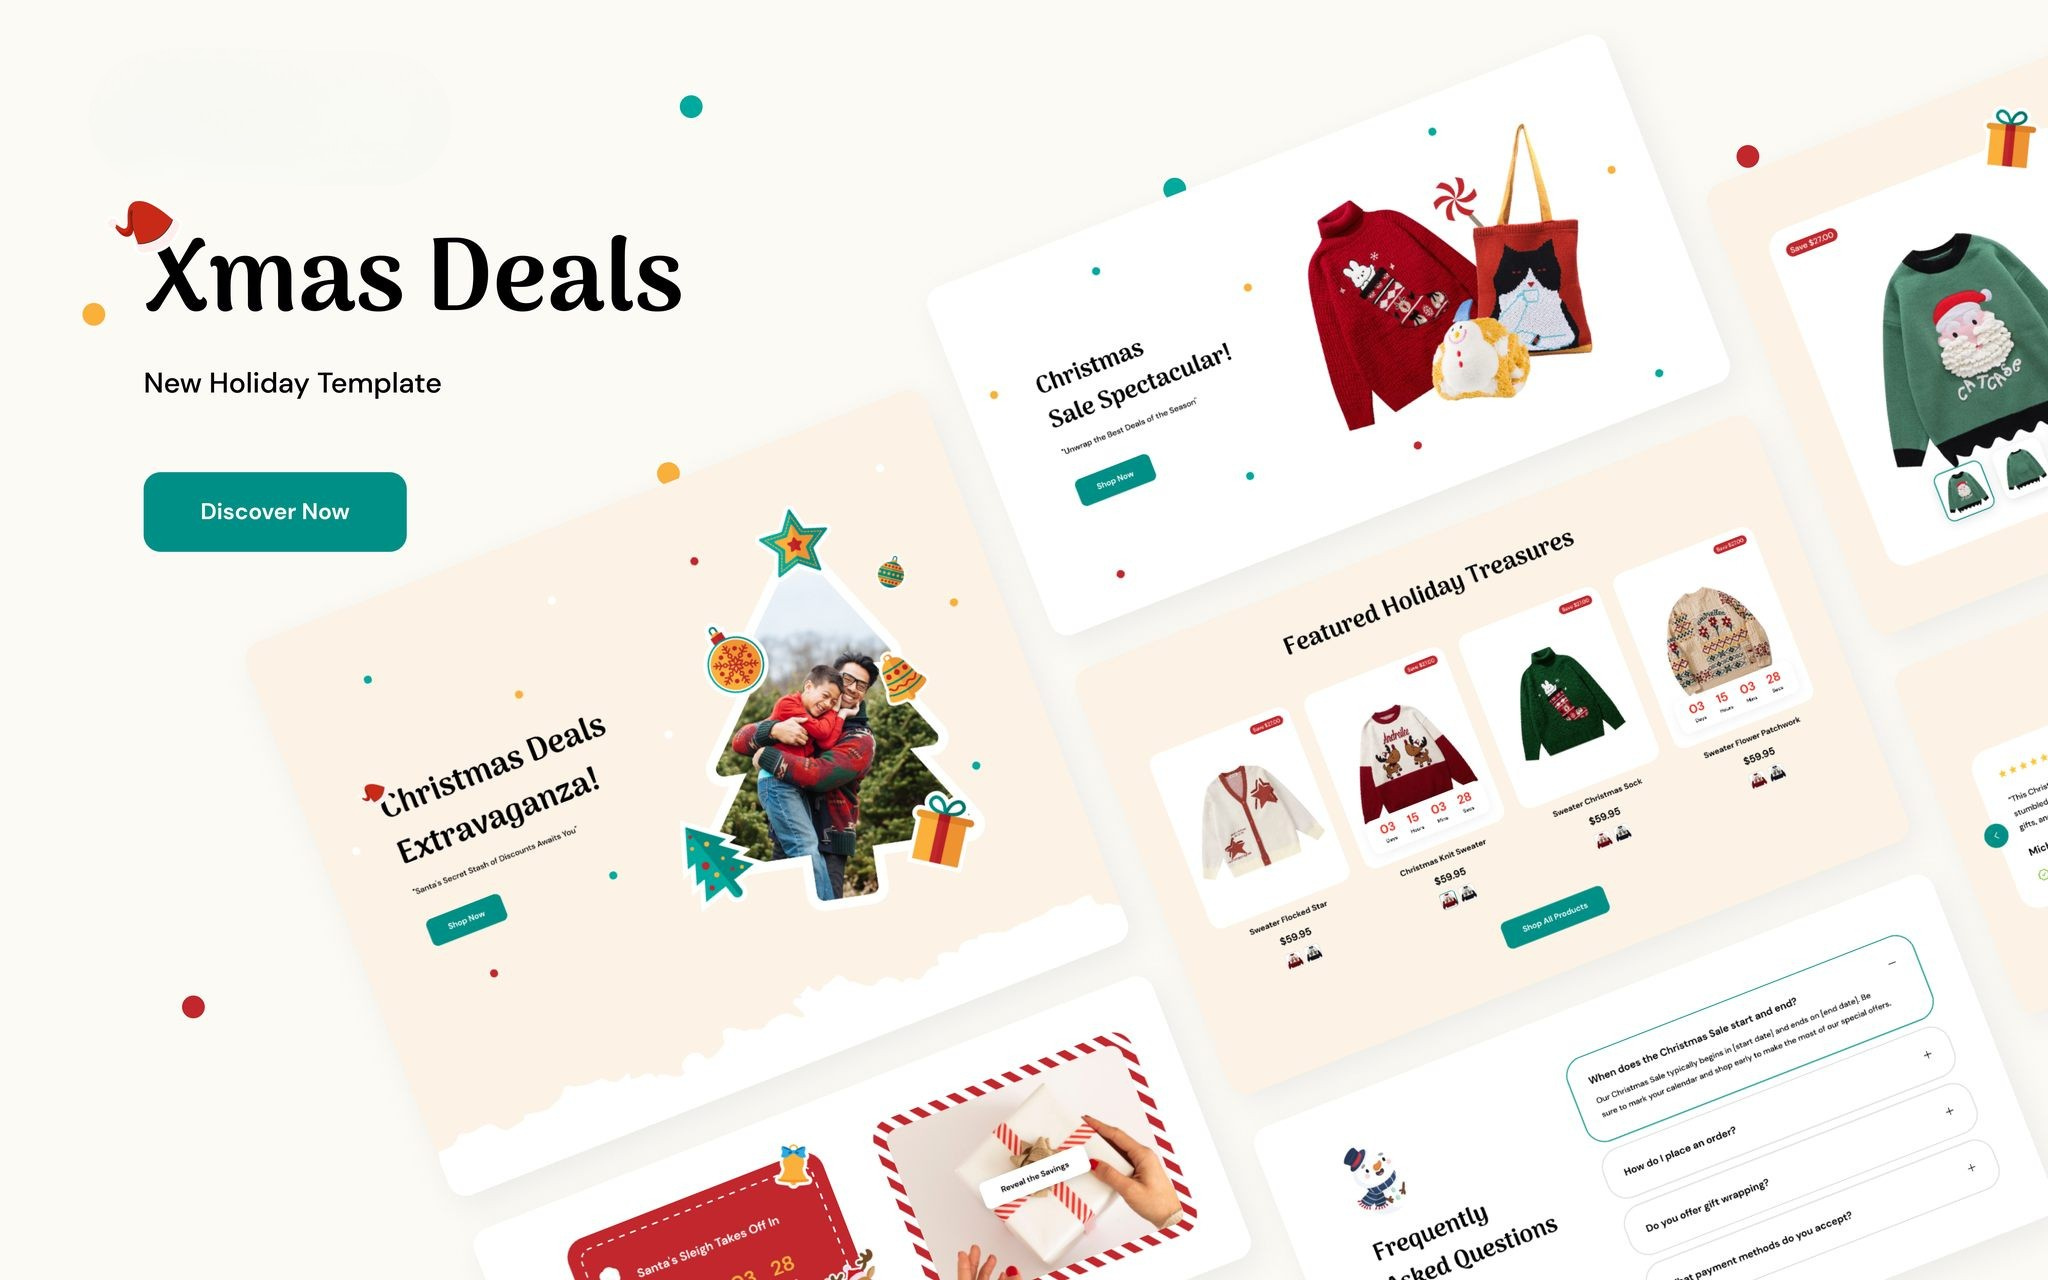 Xmas Deals
New Holiday Template
Discover Now
Christmas
Sale Spectacular!
"Unwrap the Best Deals of the Season"
Shop Now
Save $27.00
CATCASE
Christmas Deals
Extravaganza!
"Santa's Secret Stash of Discounts Awaits You"
Shop Now
Featured Holiday Treasures
Save $27.00
Sweater Flocked Star
$59.95
Save $27.00
03 15 03 28
Days Hours Mins Secs
Christmas Knit Sweater
$59.95
Save $27.00
Sweater Christmas Sock
$59.95
Save $27.00
03 15 03 28
Days Hours Mins Secs
Sweater Flower Patchwork
$59.95
Shop All Products
"This Chris
stumbled
gifts, an
Mich
Santa's Sleigh Takes Off In
03 28
Reveal the Savings
Frequently
Asked Questions
When does the Christmas Sale start and end?
Our Christmas Sale typically begins in [start date] and ends on [end date]. Be
sure to mark your calendar and shop early to make the most of our special offers.
How do I place an order?
Do you offer gift wrapping?
hat payment methods do you accept?